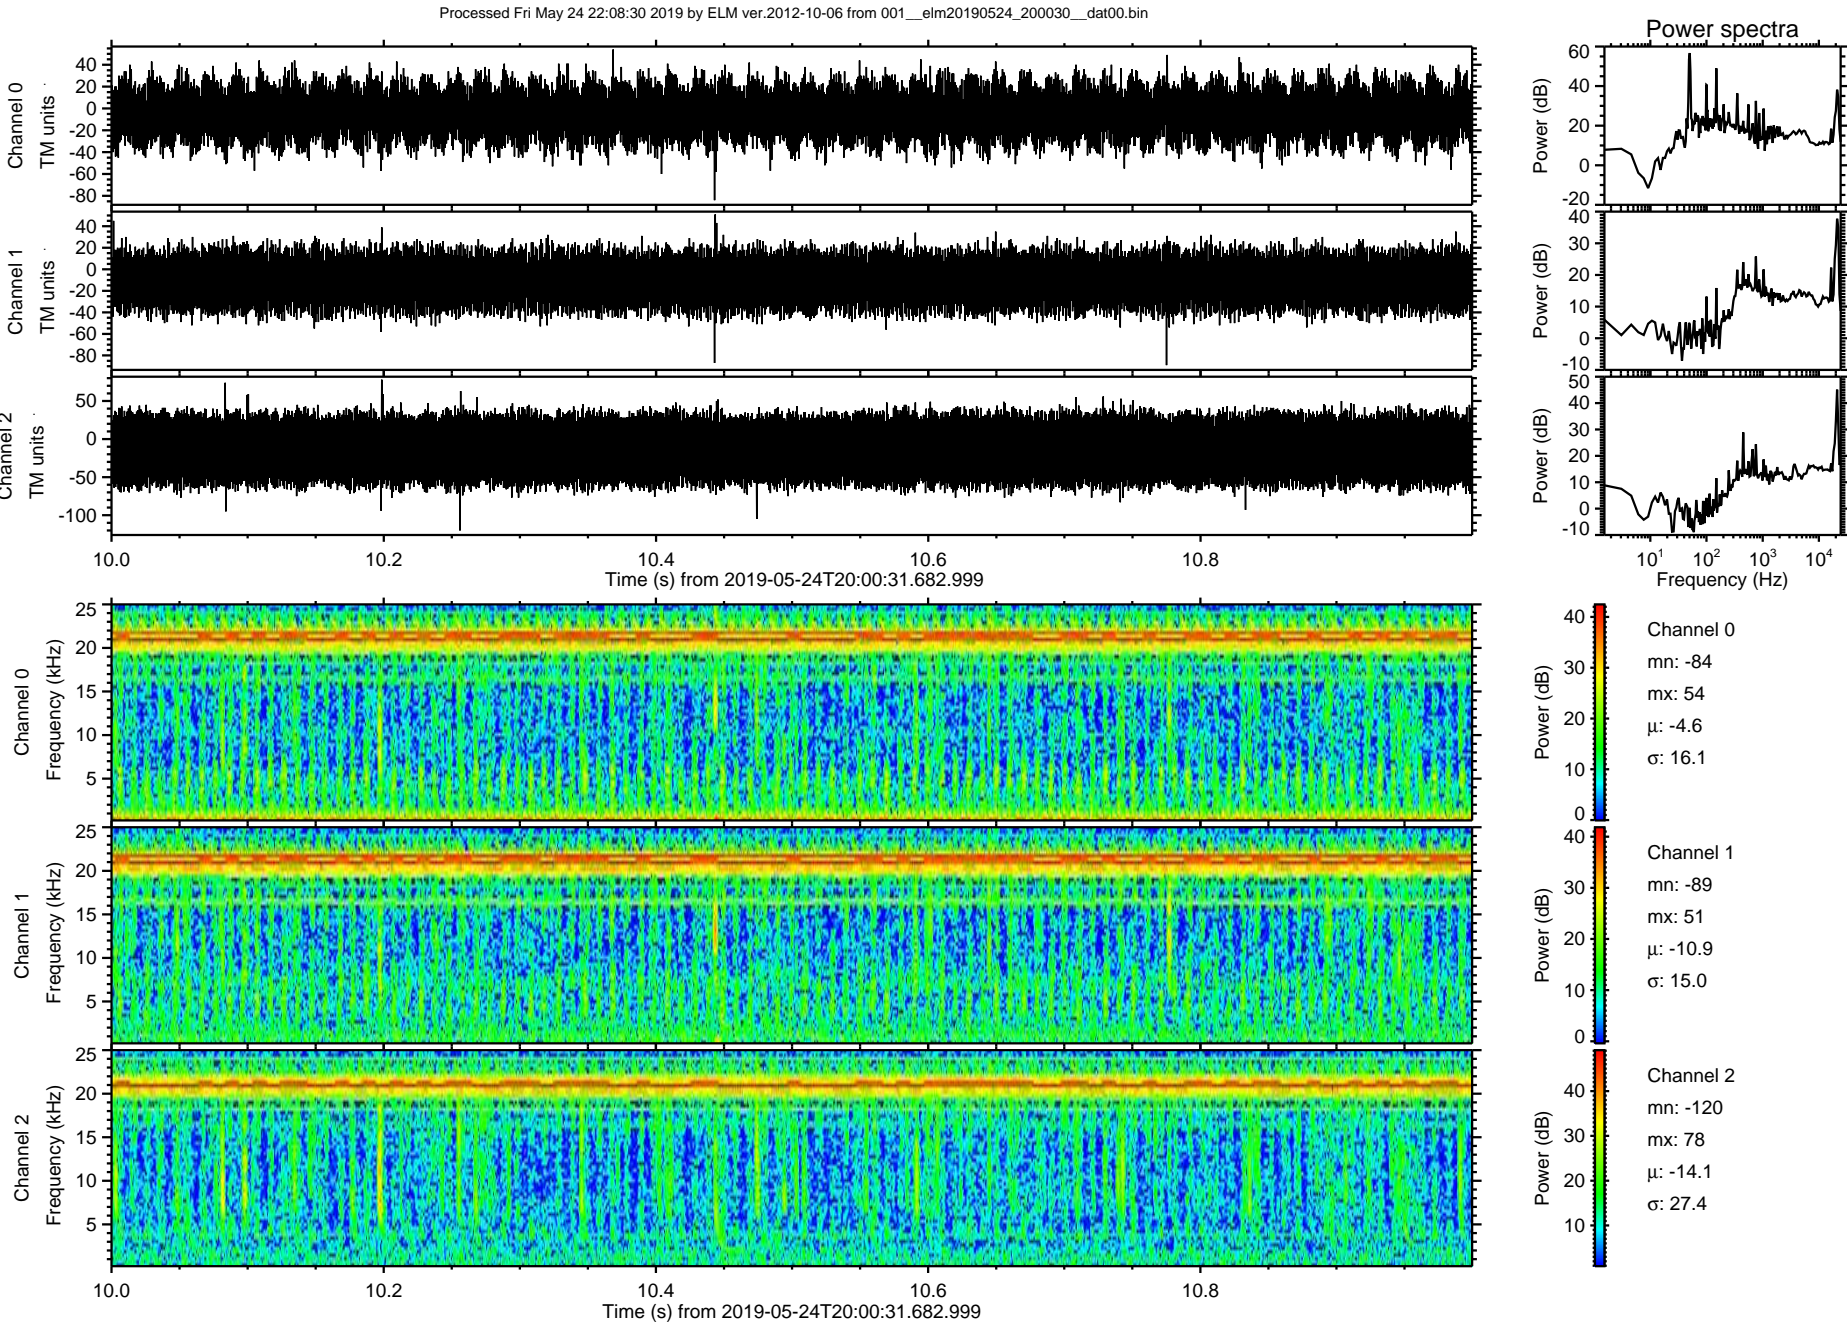 Processed Fri May 24 22:08:30 2019 by ELM ver.2012-10-06 from 001__elm20190524_200030__dat00.bin
Power spectra
Channel 0
TM units
40
20
0
-20
-40
-60
-80
Power (dB)
60
40
20
0
-20
Channel 1
TM units
40
20
0
-20
-40
-60
-80
Power (dB)
40
30
20
10
0
-10
Channel 2
TM units
50
0
-50
-100
Power (dB)
50
40
30
20
10
0
-10
10.0 10.2 10.4 10.6 10.8
Time (s) from 2019-05-24T20:00:31.682.999
10^1 10^2 10^3 10^4
Frequency (Hz)
Channel 0
Frequency (kHz)
25
20
15
10
5
Power (dB)
40
30
20
10
0
Channel 0
mn: -84
mx: 54
μ: -4.6
σ: 16.1
Channel 1
Frequency (kHz)
25
20
15
10
5
Power (dB)
40
30
20
10
0
Channel 1
mn: -89
mx: 51
μ: -10.9
σ: 15.0
Channel 2
Frequency (kHz)
25
20
15
10
5
Power (dB)
40
30
20
10
Channel 2
mn: -120
mx: 78
μ: -14.1
σ: 27.4
10.0 10.2 10.4 10.6 10.8
Time (s) from 2019-05-24T20:00:31.682.999